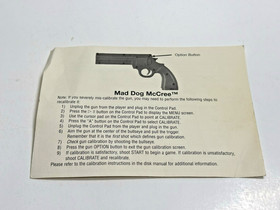 Option Button
Mad Dog McCree™
Note: If you severely mis-calibrate the gun, you may need to perform the following steps to
recalibrate it:
1) Unplug the gun from the player and plug in the Control Pad.
2) Press the button on the Control Pad to display the MENU screen.
3) Use the cursor pad on the Control Pad to point at CALIBRATE.
4) Press the "A" button on the Control Pad to select CALIBRATE.
5) Unplug the Control Pad from the player and plug in the gun.
6) Aim the gun at the center of the bullseye and pull the trigger.
Remember that it is the first shot which defines gun calibration.
7) Check gun calibration by shooting the bullseye.
8) Press the gun OPTION button to exit the gun calibration screen.
9) If calibration is satisfactory, shoot START to begin a game. If calibration is unsatisfactory,
shoot CALIBRATE and recalibrate.
Please refer to the calibration instructions in the disk manual for additional information.